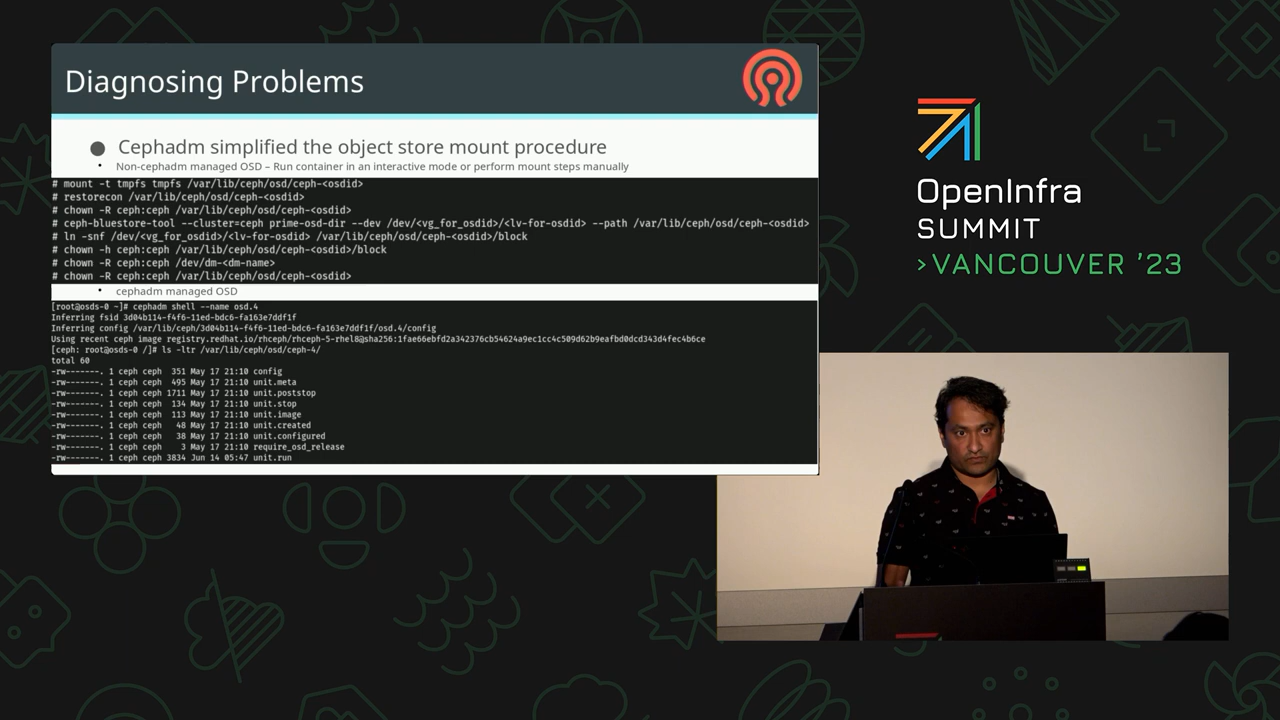 Diagnosing Problems
Cephadm simplified the object store mount procedure
Non-cephadm managed OSD – Run container in an interactive mode or perform mount steps manually
# mount -t tmpfs tmpfs /var/lib/ceph/osd/ceph-<osdid>
# restorecon /var/lib/ceph/osd/ceph-<osdid>
# chown -R ceph:ceph /var/lib/ceph/osd/ceph-<osdid>
# ceph-bluestore-tool --cluster=ceph prime-osd-dir --dev /dev/<vg_for_osdid>/<lv-for-osdid> --path /var/lib/ceph/osd/ceph-<osdid>
# ln -snf /dev/<vg_for_osdid>/<lv-for-osdid> /var/lib/ceph/osd/ceph-<osdid>/block
# chown -h ceph:ceph /var/lib/ceph/osd/ceph-<osdid>/block
# chown -R ceph:ceph /dev/dm-<dm-name>
# chown -R ceph:ceph /var/lib/ceph/osd/ceph-<osdid>
cephadm managed OSD
[root@osds-0 ~]# cephadm shell --name osd.4
Inferring fsid 3d04b114-f4f6-11ed-bdc6-fa163e7ddf1f
Inferring config /var/lib/ceph/3d04b114-f4f6-11ed-bdc6-fa163e7ddf1f/osd.4/config
Using recent ceph image registry.redhat.io/rhceph/rhceph-5-rhel8@sha256:1fae66ebfd2a342376cb54624a9ec1cc4c509d62b9eafbd0dcd343d4fec4b6ce
[ceph: root@osds-0 /]# ls -ltr /var/lib/ceph/osd/ceph-4/
total 60
-rw-------. 1 ceph ceph  351 May 17 21:10 config
-rw-------. 1 ceph ceph  495 May 17 21:10 unit.meta
-rw-------. 1 ceph ceph 1711 May 17 21:10 unit.poststop
-rw-------. 1 ceph ceph  134 May 17 21:10 unit.stop
-rw-------. 1 ceph ceph  113 May 17 21:10 unit.image
-rw-------. 1 ceph ceph   48 May 17 21:10 unit.created
-rw-------. 1 ceph ceph   38 May 17 21:10 unit.configured
-rw-------. 1 ceph ceph    3 May 17 21:10 require_osd_release
-rw-------. 1 ceph ceph 3834 Jun 14 05:47 unit.run
OpenInfra
SUMMIT
>VANCOUVER '23